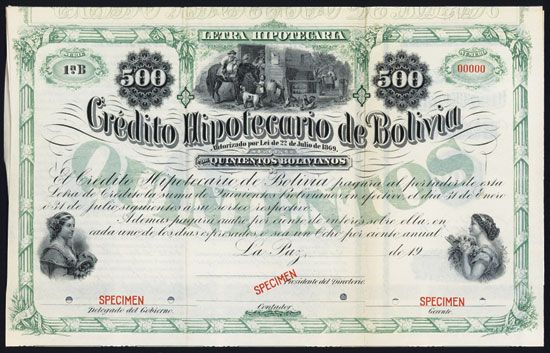 LETRA HIPOTECARIA
SERIE
1ª B
500
500
00000
Crédito Hipotecario de Bolivia
Autorizado por Lei de 22 de Julio de 1869.
QUINIENTOS BOLIVIANOS
El Crédito Hipotecario de Bolivia pagará al portador de esta
Letra de Crédito la suma de Quinientos Bolivianos en efectivo, el día 31 de Enero
31 de Julio siguientes a su sorteo respectivo.
Además pagará cuatro por ciento de interés sobre ella, en
cada uno de los días expresados o sea un ocho por ciento anual
La Paz, de 19
SPECIMEN
Presidente del Directorio.
SPECIMEN
SPECIMEN
Delegado del Gobierno.
Contador.
Gerente